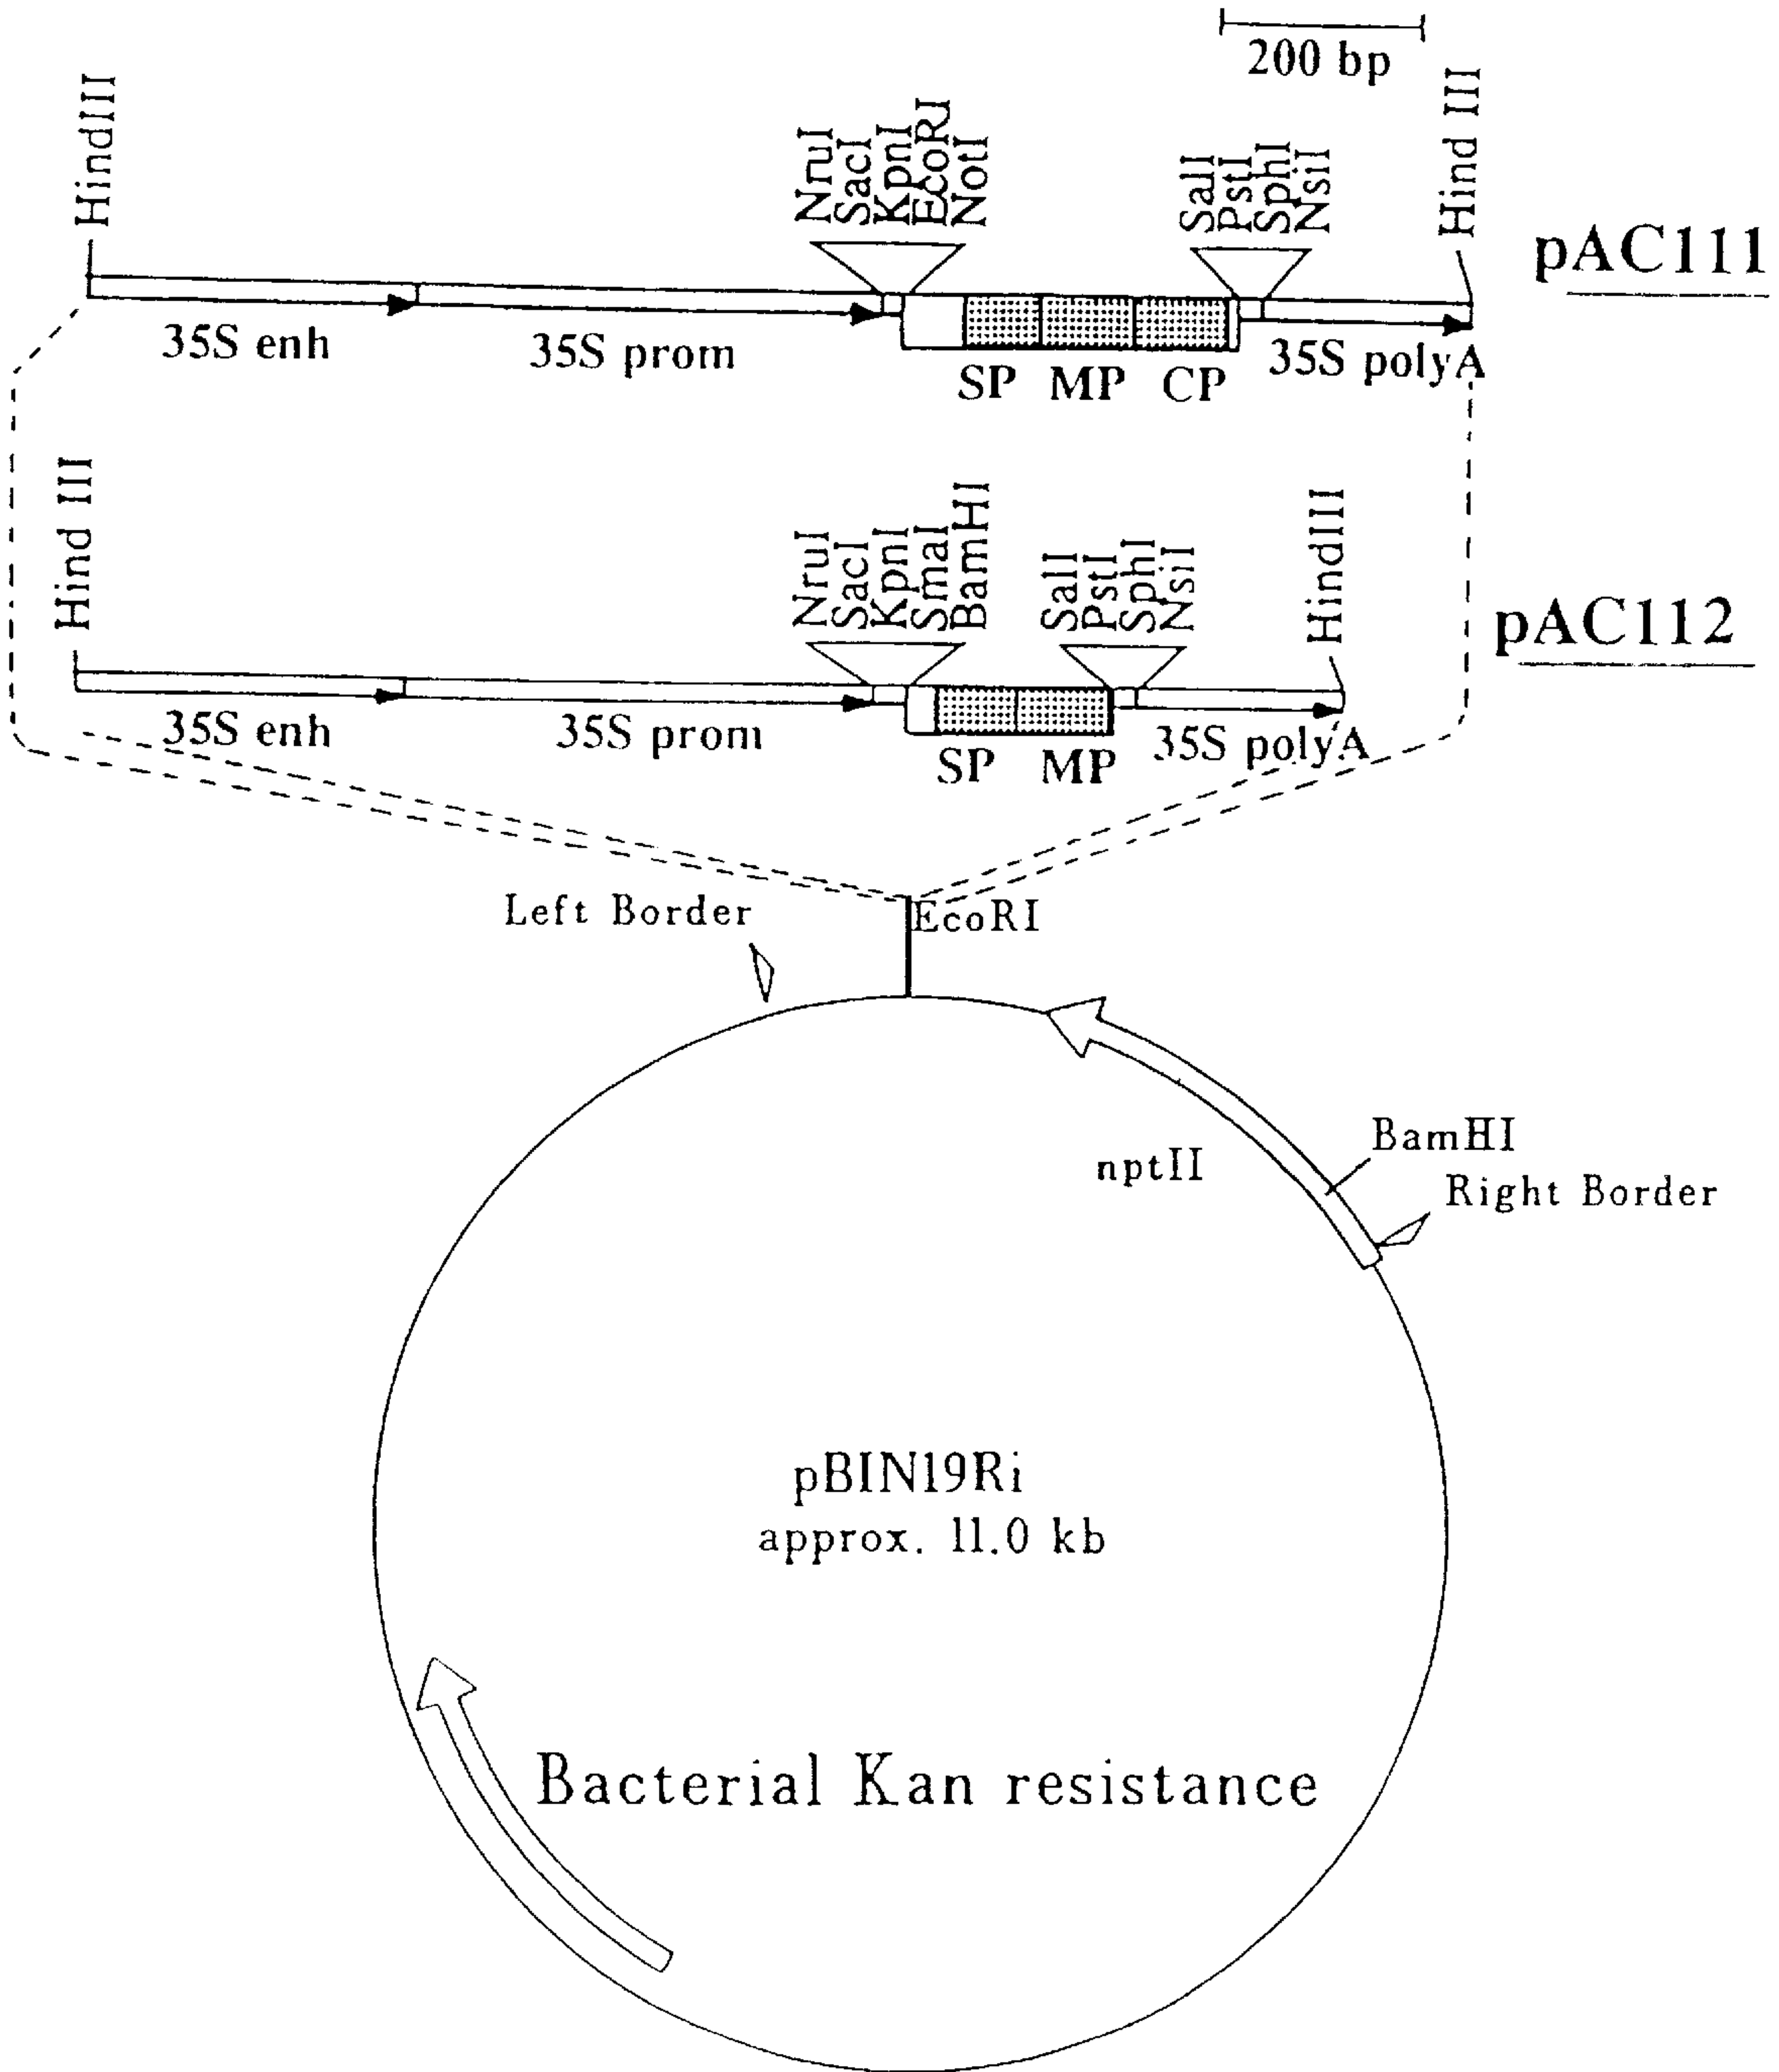 200 bp
HindIII
NruI
SacI
KpnI
EcoRJ
NotI
SalI
PstI
SphI
NsiI
Hind III
pAC111
35S enh
35S prom
SP MP CP
35S polyA
Hind III
NruI
SacI
KpnI
SmaI
BamHI
SalI
PstI
SphI
NsiI
HindIII
pAC112
35S enh
35S prom
SP MP
35S polyA
Left Border
EcoRI
nptII
BamHI
Right Border
pBIN19Ri
approx. 11.0 kb
Bacterial Kan resistance